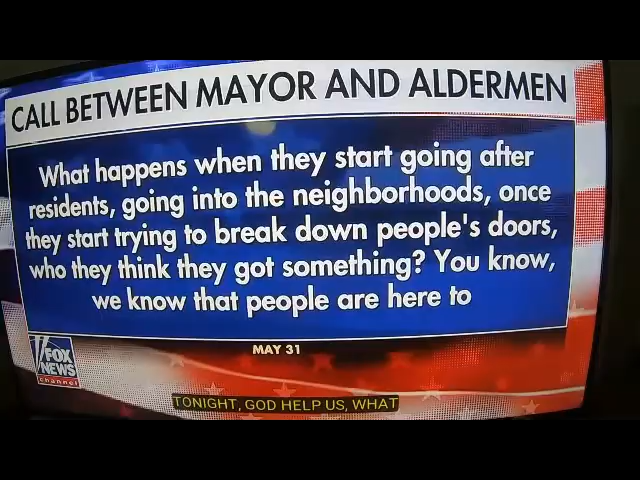 CALL BETWEEN MAYOR AND ALDERMEN
What happens when they start going after
residents, going into the neighborhoods, once
they start trying to break down people's doors,
who they think they got something? You know,
we know that people are here to
MAY 31
FOX
NEWS
channel
TONIGHT, GOD HELP US, WHAT